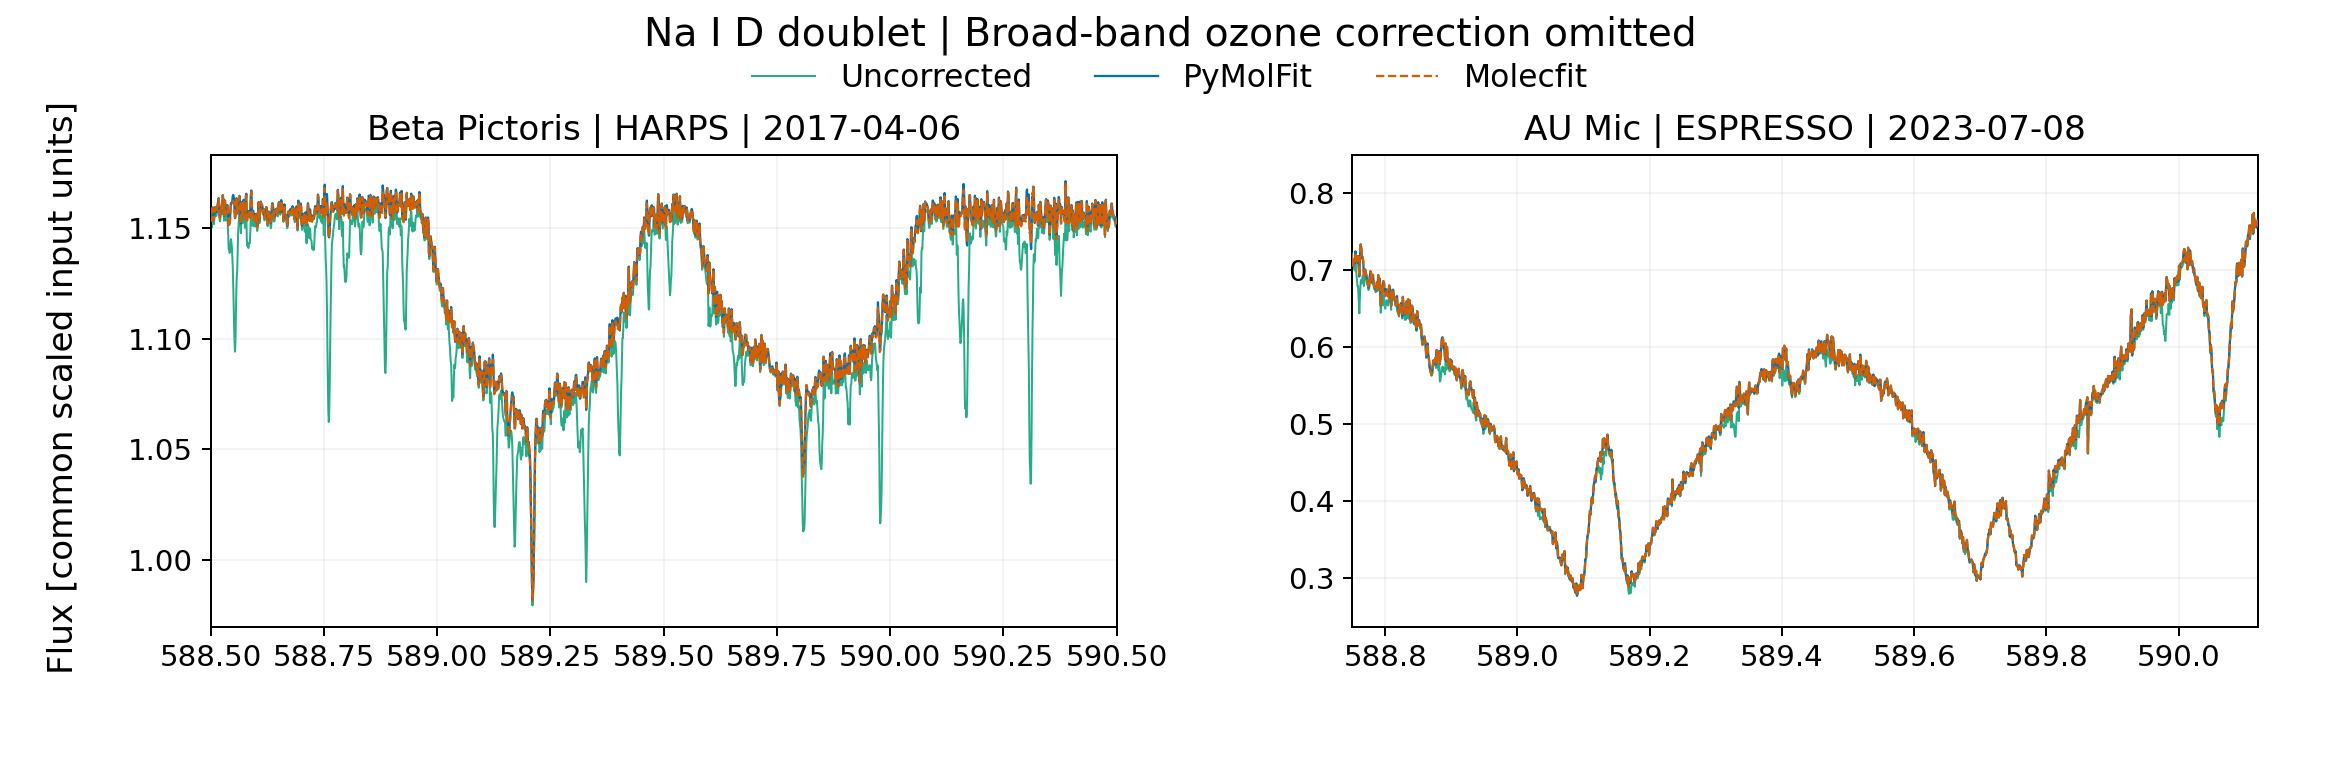 Na I D doublet | Broad-band ozone correction omitted
Uncorrected PyMolFit Molecfit
Flux [common scaled input units]
Beta Pictoris | HARPS | 2017-04-06
1.15
1.10
1.05
1.00
588.50 588.75 589.00 589.25 589.50 589.75 590.00 590.25 590.50
AU Mic | ESPRESSO | 2023-07-08
0.8
0.7
0.6
0.5
0.4
0.3
588.8 589.0 589.2 589.4 589.6 589.8 590.0